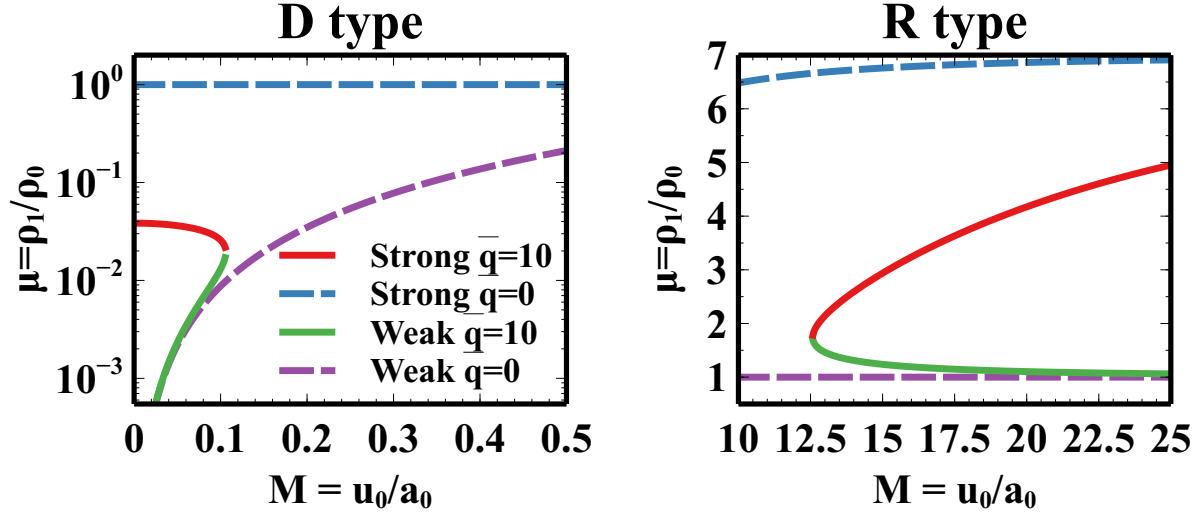 D type
μ=ρ₁/ρ₀
10⁰
10⁻¹
10⁻²
10⁻³
Strong q̅=10
Strong q̅=0
Weak q̅=10
Weak q̅=0
0 0.1 0.2 0.3 0.4 0.5
M = u₀/a₀
R type
μ=ρ₁/ρ₀
7
6
5
4
3
2
1
10 12.5 15 17.5 20 22.5 25
M = u₀/a₀